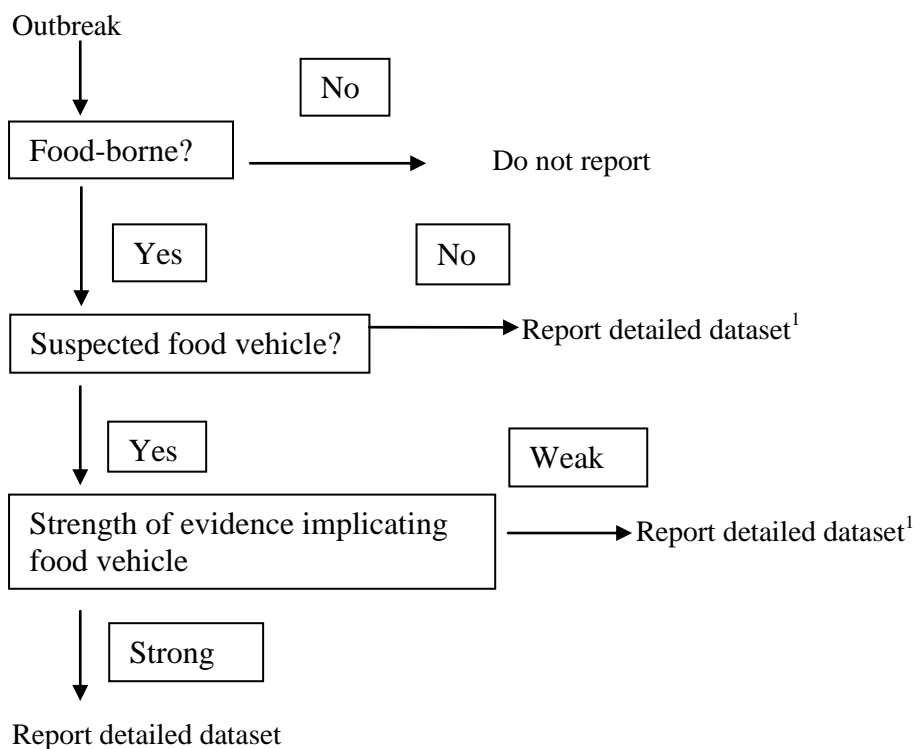 Outbreak
No
Food-borne?
Do not report
Yes
No
Suspected food vehicle?
Report detailed dataset1
Yes
Weak
Strength of evidence implicating
food vehicle
Report detailed dataset1
Strong
Report detailed dataset